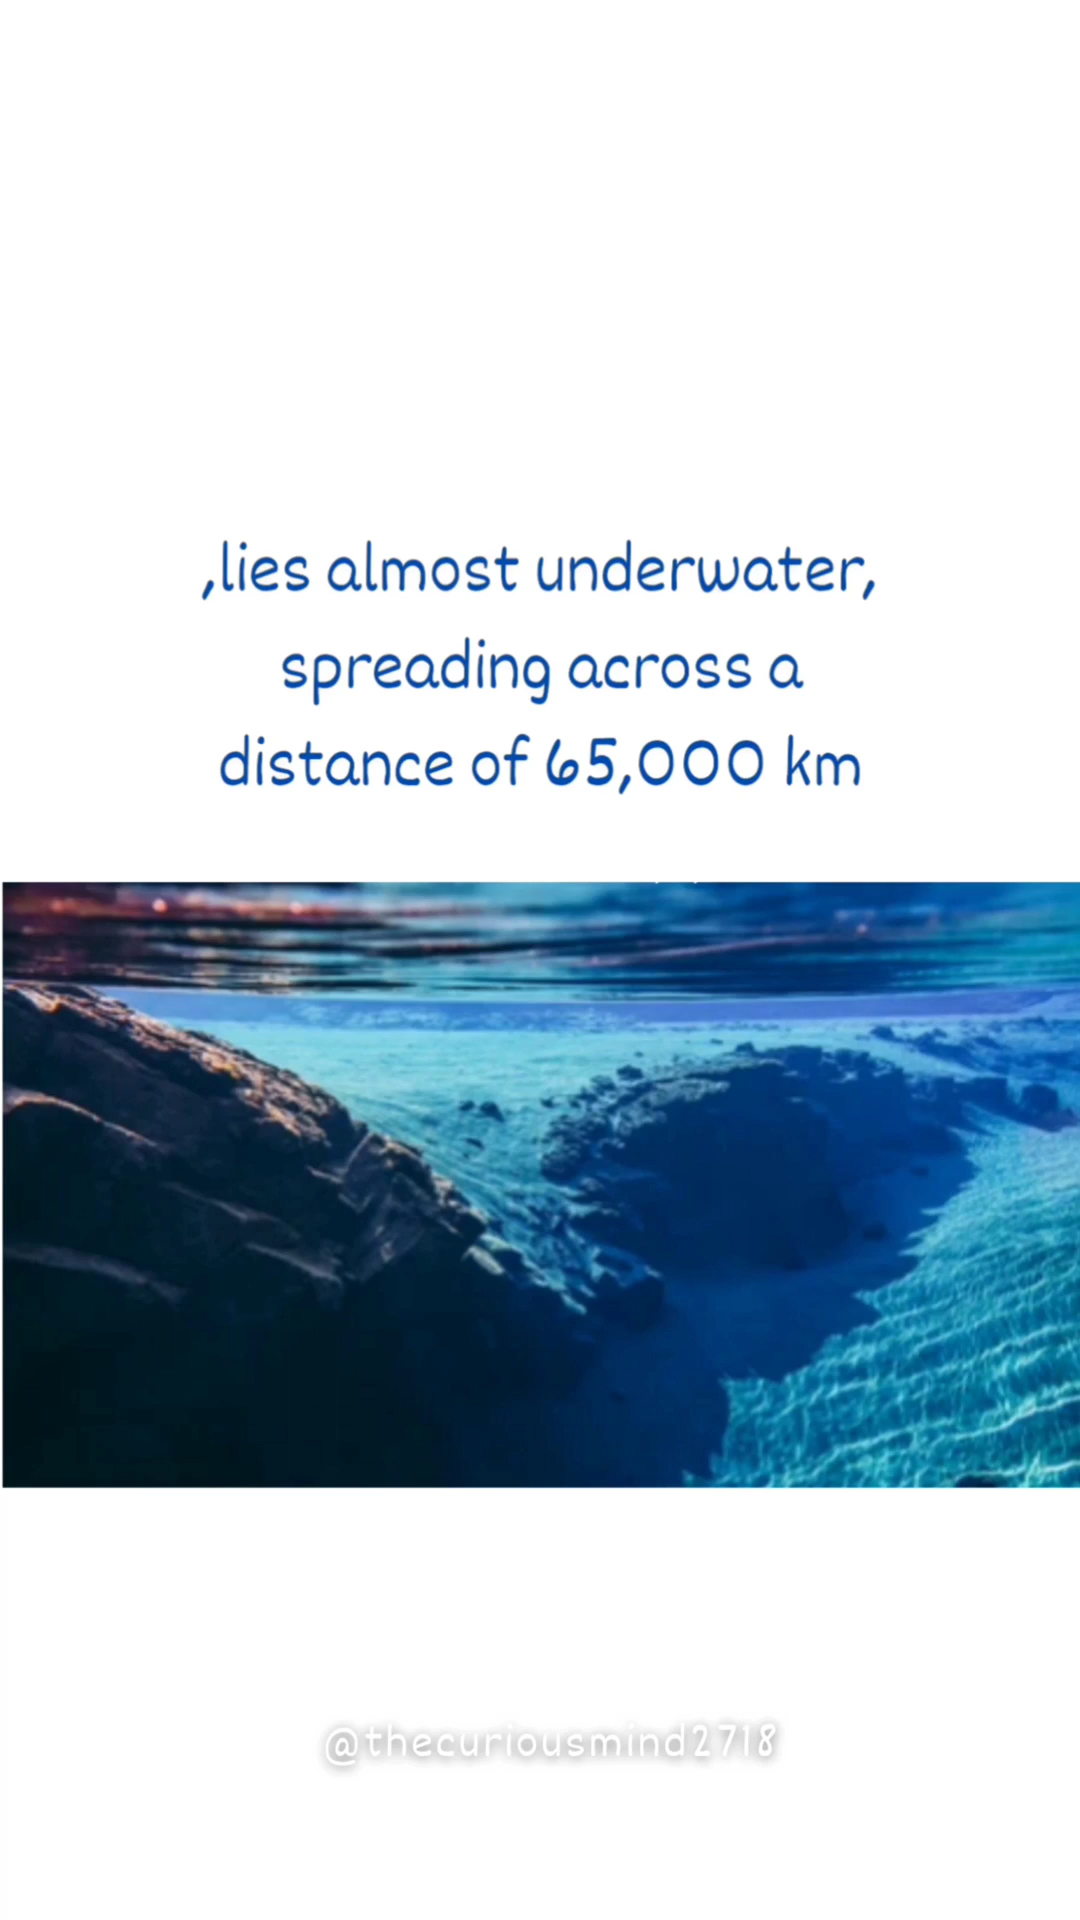 ,lies almost underwater,
spreading across a
distance of 65,000 km
@thecuriousmind2718